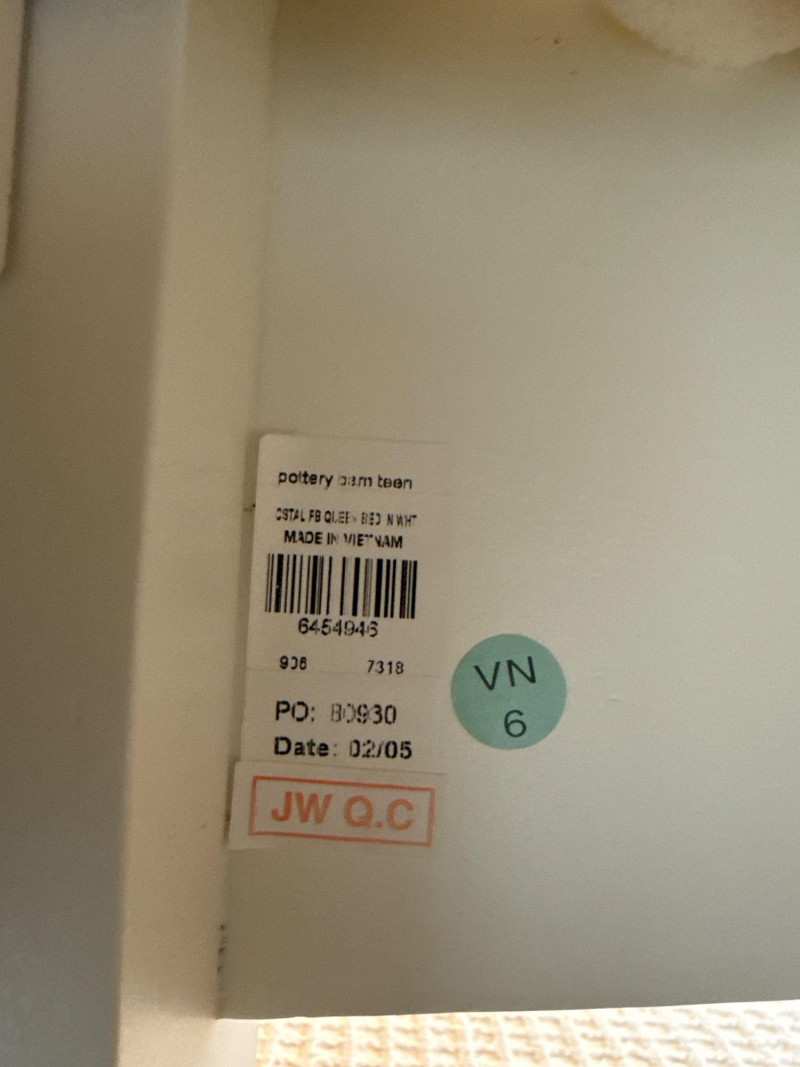 pottery barn teen
CSTAL FB QUEEN BED N WHT
MADE IN VIETNAM
6454946
906 7318
PO: 80930
Date: 02/05
JW Q.C
VN
6